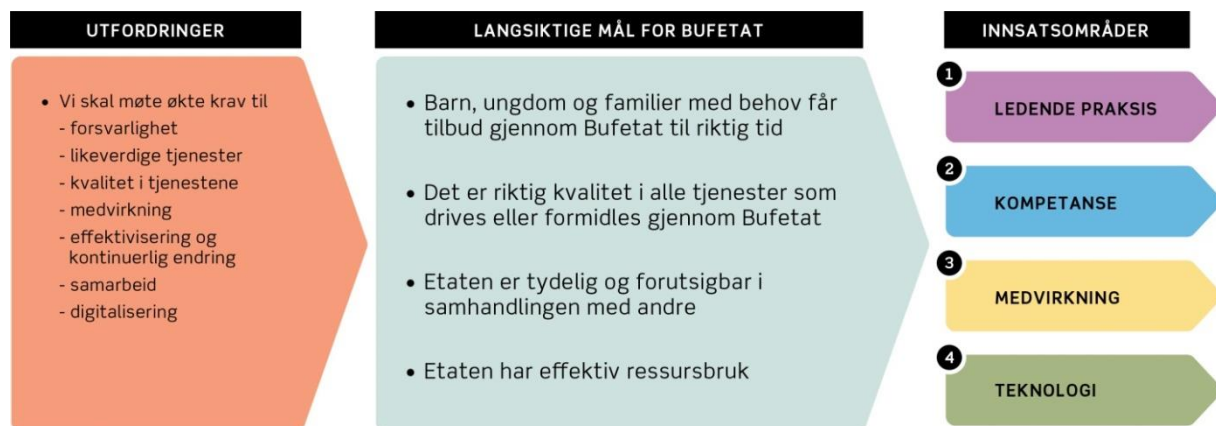 UTFORDRINGER
• Vi skal møte økte krav til
- forsvarlighet
- likeverdige tjenester
- kvalitet i tjenestene
- medvirkning
- effektivisering og
kontinuerlig endring
- samarbeid
- digitalisering
LANGSIKTIGE MÅL FOR BUFETAT
• Barn, ungdom og familier med behov får
tilbud gjennom Bufetat til riktig tid
• Det er riktig kvalitet i alle tjenester som
drives eller formidles gjennom Bufetat
• Etaten er tydelig og forutsigbar i
samhandlingen med andre
• Etaten har effektiv ressursbruk
INNSATSOMRÅDER
1
LEDENDE PRAKSIS
2
KOMPETANSE
3
MEDVIRKNING
4
TEKNOLOGI